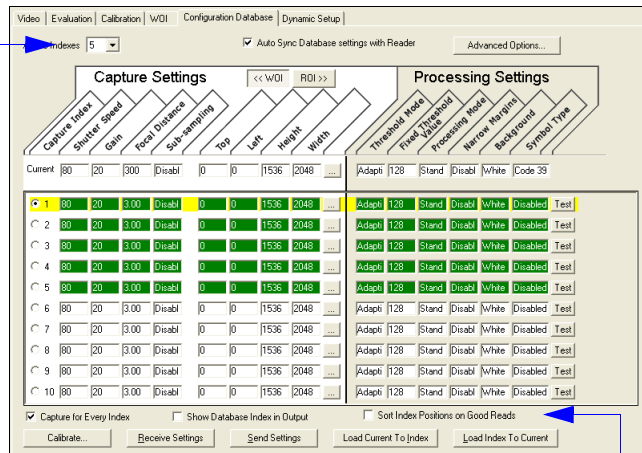 Video Evaluation Calibration WOI Configuration Database Dynamic Setup
Indexes 5 Auto Sync Database settings with Reader Advanced Options...
Capture Settings << WOI ROI >> Processing Settings
Capture Index Shutter Speed Gain Focal Distance Sub-sampling Top Left Height Width Threshold Mode Fixed Threshold Value Processing Mode Narrow Margins Background Symbol Type
Current 80 20 300 Disabl 0 0 1536 2048 ... Adapti 128 Stand Disabl White Code 39
1 80 20 3.00 Disabl 0 0 1536 2048 ... Adapti 128 Stand Disabl White Disabled Test
2 80 20 3.00 Disabl 0 0 1536 2048 ... Adapti 128 Stand Disabl White Disabled Test
3 80 20 3.00 Disabl 0 0 1536 2048 ... Adapti 128 Stand Disabl White Disabled Test
4 80 20 3.00 Disabl 0 0 1536 2048 ... Adapti 128 Stand Disabl White Disabled Test
5 80 20 3.00 Disabl 0 0 1536 2048 ... Adapti 128 Stand Disabl White Disabled Test
6 80 20 3.00 Disabl 0 0 1536 2048 ... Adapti 128 Stand Disabl White Disabled Test
7 80 20 3.00 Disabl 0 0 1536 2048 ... Adapti 128 Stand Disabl White Disabled Test
8 80 20 3.00 Disabl 0 0 1536 2048 ... Adapti 128 Stand Disabl White Disabled Test
9 80 20 3.00 Disabl 0 0 1536 2048 ... Adapti 128 Stand Disabl White Disabled Test
10 80 20 3.00 Disabl 0 0 1536 2048 ... Adapti 128 Stand Disabl White Disabled Test
Capture for Every Index Show Database Index in Output Sort Index Positions on Good Reads
Calibrate... Receive Settings Send Settings Load Current To Index Load Index To Current